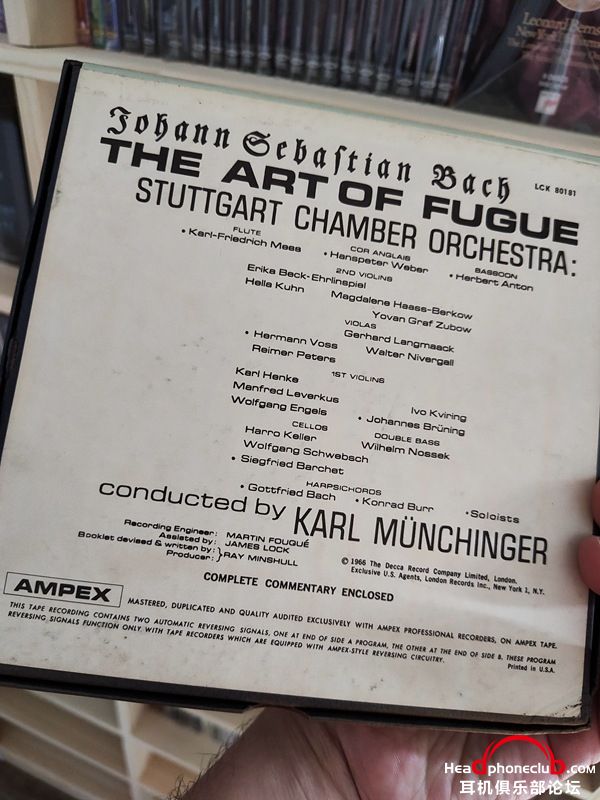 Leonard Bernstein
New York
Johann Sebastian Bach
LCK 80181
THE ART OF FUGUE
STUTTGART CHAMBER ORCHESTRA:
FLUTE
• Karl-Friedrich Mees
COR ANGLAIS
• Hanspeter Weber
BASSOON
• Herbert Anton
2ND VIOLINS
Erika Beck-Ehrlinspiel
Hella Kuhn
Magdalene Haass-Berkow
Yovan Graf Zubow
VIOLAS
Gerhard Langmaack
• Hermann Voss
Walter Nivergall
Reimer Peters
1ST VIOLINS
Karl Henke
Manfred Leverkus
Wolfgang Engels
Ivo Kviring
• Johannes Brüning
CELLOS
Harro Keller
Wolfgang Schwebsch
• Siegfried Barchet
DOUBLE BASS
Wilhelm Nossek
HARPSICHORDS
• Gottfried Bach
• Konrad Burr
•Soloists
conducted by KARL MÜNCHINGER
Recording Engineer: MARTIN FOUQUÉ
Assisted by: JAMES LOCK
Booklet devised & written by:
Producer: } RAY MINSHULL
© 1966 The Decca Record Company Limited, London.
Exclusive U.S. Agents, London Records Inc., New York 1, N.Y.
COMPLETE COMMENTARY ENCLOSED
AMPEX
MASTERED, DUPLICATED AND QUALITY AUDITED EXCLUSIVELY WITH AMPEX PROFESSIONAL RECORDERS, ON AMPEX TAPE.
THIS TAPE RECORDING CONTAINS TWO AUTOMATIC REVERSING SIGNALS, ONE AT END OF SIDE A PROGRAM, THE OTHER AT THE END OF SIDE B. THESE PROGRAM
REVERSING SIGNALS FUNCTION ONLY WITH TAPE RECORDERS WHICH ARE EQUIPPED WITH AMPEX-STYLE REVERSING CIRCUITRY.
Printed in U.S.A.
Headphoneclub.com
耳机俱乐部论坛